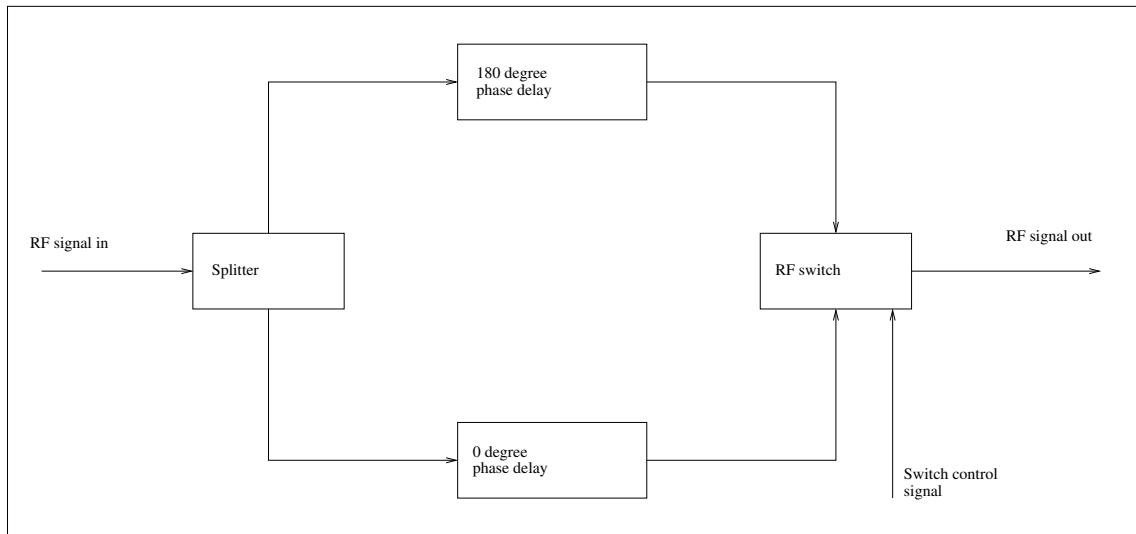 180 degree
phase delay
RF signal in
Splitter
RF switch
RF signal out
0 degree
phase delay
Switch control
signal